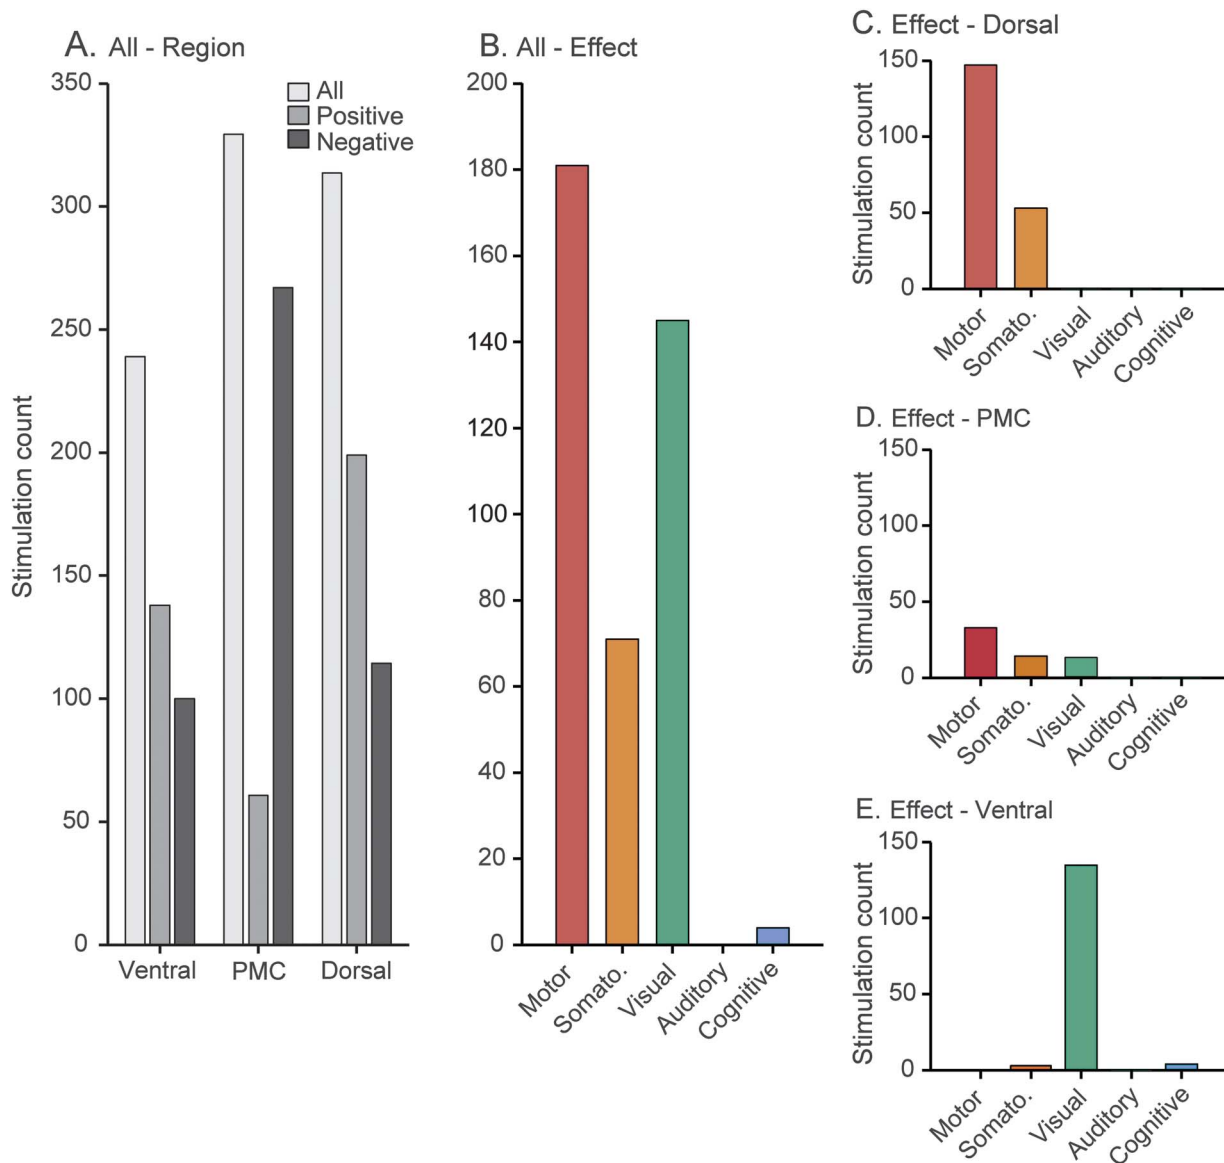 A. All - Region
All
Positive
Negative
Stimulation count
350
300
250
200
150
100
50
0
Ventral
PMC
Dorsal
B. All - Effect
200
180
160
140
120
100
80
60
40
20
0
Motor
Somato.
Visual
Auditory
Cognitive
C. Effect - Dorsal
Stimulation count
150
100
50
0
Motor
Somato.
Visual
Auditory
Cognitive
D. Effect - PMC
Stimulation count
150
100
50
0
Motor
Somato.
Visual
Auditory
Cognitive
E. Effect - Ventral
Stimulation count
150
100
50
0
Motor
Somato.
Visual
Auditory
Cognitive